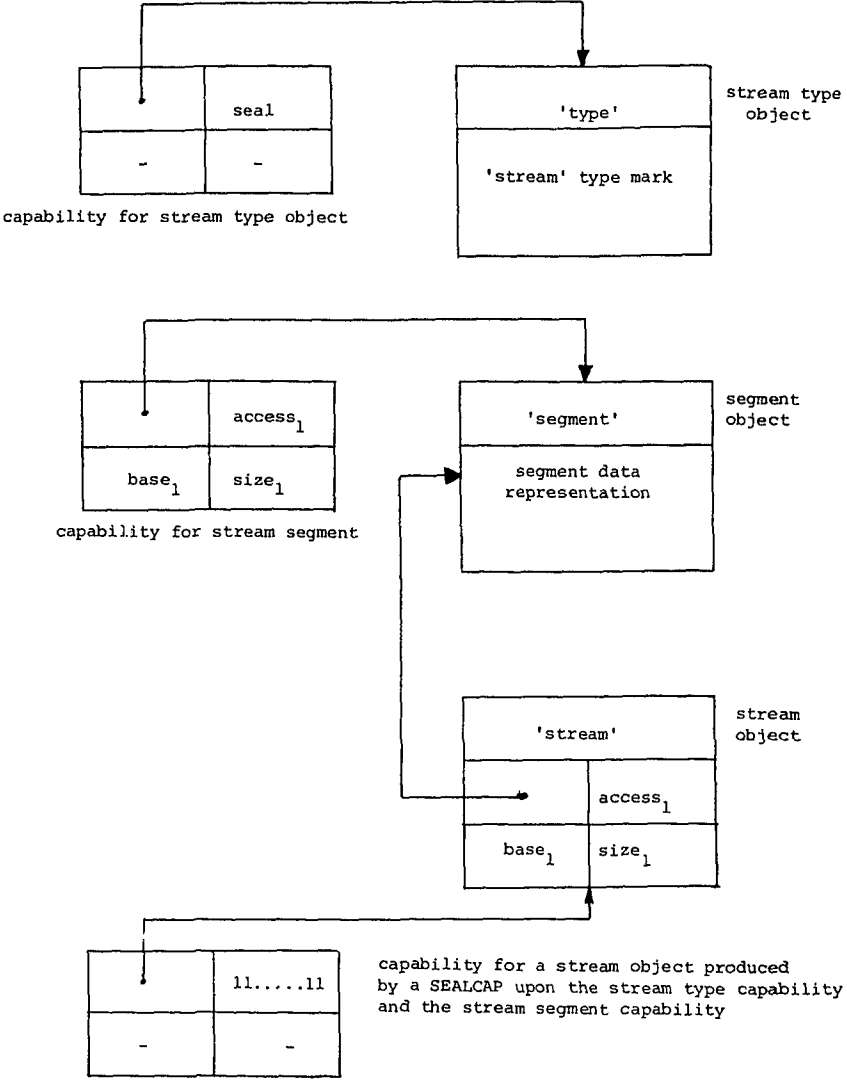 seal
- -
capability for stream type object
'type'
'stream' type mark
stream type
object
access1
base1 size1
capability for stream segment
'segment'
segment data
representation
segment
object
'stream'
access1
base1 size1
stream
object
11.....11
- -
capability for a stream object produced
by a SEALCAP upon the stream type capability
and the stream segment capability